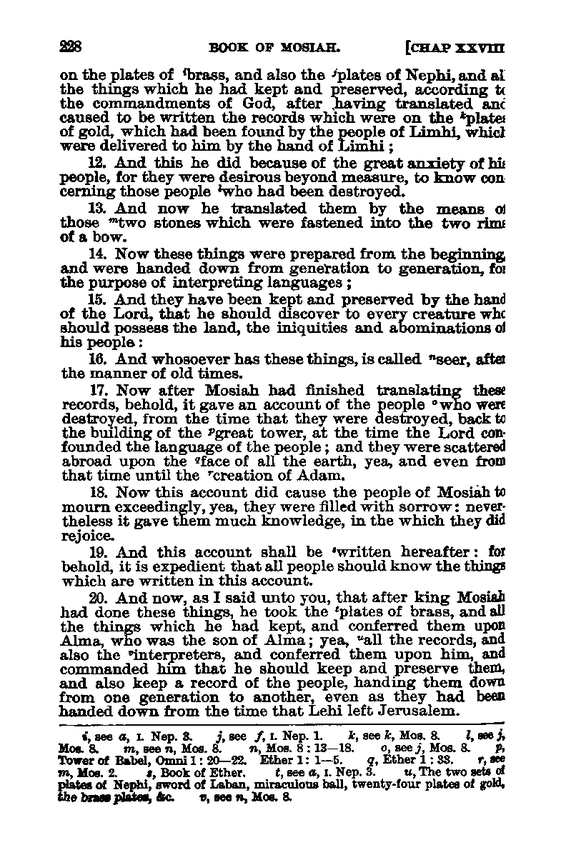 228 BOOK OF MOSIAH. [CHAP XXVIII
on the plates of ⁱbrass, and also the ʲplates of Nephi, and al
the things which he had kept and preserved, according t
the commandments of God, after having translated and
caused to be written the records which were on the ᵏplates
of gold, which had been found by the people of Limhi, which
were delivered to him by the hand of Limhi ;
12. And this he did because of the great anxiety of his
people, for they were desirous beyond measure, to know con
cerning those people ˡwho had been destroyed.
13. And now he translated them by the means of
those ᵐtwo stones which were fastened into the two rims
of a bow.
14. Now these things were prepared from the beginning,
and were handed down from generation to generation, for
the purpose of interpreting languages ;
15. And they have been kept and preserved by the hand
of the Lord, that he should discover to every creature who
should possess the land, the iniquities and abominations of
his people :
16. And whosoever has these things, is called ⁿseer, after
the manner of old times.
17. Now after Mosiah had finished translating these
records, behold, it gave an account of the people ᵒwho were
destroyed, from the time that they were destroyed, back to
the building of the ᵖgreat tower, at the time the Lord con-
founded the language of the people ; and they were scattered
abroad upon the 𐞥face of all the earth, yea, and even from
that time until the ʳcreation of Adam.
18. Now this account did cause the people of Mosiah to
mourn exceedingly, yea, they were filled with sorrow : never-
theless it gave them much knowledge, in the which they did
rejoice.
19. And this account shall be ˢwritten hereafter : for
behold, it is expedient that all people should know the things
which are written in this account.
20. And now, as I said unto you, that after king Mosiah
had done these things, he took the ᵗplates of brass, and all
the things which he had kept, and conferred them upon
Alma, who was the son of Alma ; yea, ᵘall the records, and
also the ᵛinterpreters, and conferred them upon him, and
commanded him that he should keep and preserve them,
and also keep a record of the people, handing them down
from one generation to another, even as they had been
handed down from the time that Lehi left Jerusalem.
i, see a, I. Nep. 3. j, see f, I. Nep. 1. k, see k, Mos. 8. l, see j,
Mos. 8. m, see n, Mos. 8. n, Mos. 8 : 13—18. o, see j, Mos. 8. p,
Tower of Babel, Omni 1 : 20—22. Ether 1 : 1—5. q, Ether 1 : 33. r, see
m, Mos. 2. s, Book of Ether. t, see a, I. Nep. 3. u, The two sets of
plates of Nephi, sword of Laban, miraculous ball, twenty-four plates of gold,
the brass plates, &c. v, see n, Mos. 8.